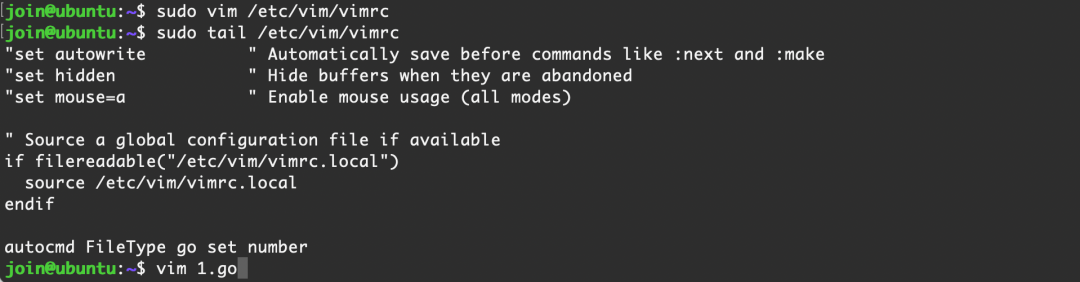 [join@ubuntu:~$ sudo vim /etc/vim/vimrc
[join@ubuntu:~$ sudo tail /etc/vim/vimrc
"set autowrite          " Automatically save before commands like :next and :make
"set hidden             " Hide buffers when they are abandoned
"set mouse=a            " Enable mouse usage (all modes)

" Source a global configuration file if available
if filereadable("/etc/vim/vimrc.local")
  source /etc/vim/vimrc.local
endif

autocmd FileType go set number
join@ubuntu:~$ vim 1.go